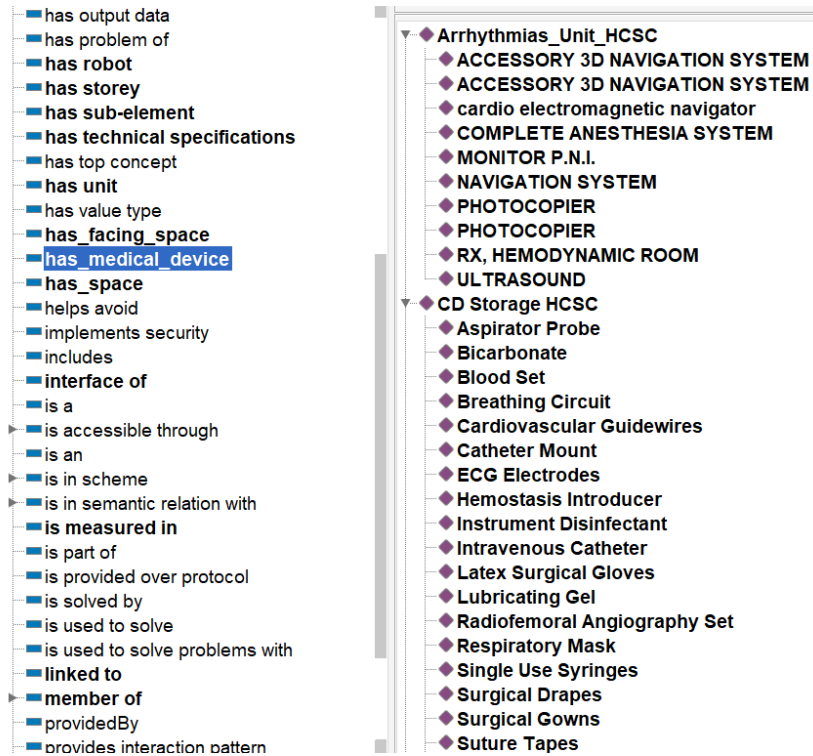 has output data
has problem of
has robot
has storey
has sub-element
has technical specifications
has top concept
has unit
has value type
has_facing_space
has_medical_device
has_space
helps avoid
implements security
includes
interface of
is a
is accessible through
is an
is in scheme
is in semantic relation with
is measured in
is part of
is provided over protocol
is solved by
is used to solve
is used to solve problems with
linked to
member of
providedBy
provides interaction pattern
Arrhythmias_Unit_HCSC
ACCESSORY 3D NAVIGATION SYSTEM
ACCESSORY 3D NAVIGATION SYSTEM
cardio electromagnetic navigator
COMPLETE ANESTHESIA SYSTEM
MONITOR P.N.I.
NAVIGATION SYSTEM
PHOTOCOPIER
PHOTOCOPIER
RX, HEMODYNAMIC ROOM
ULTRASOUND
CD Storage HCSC
Aspirator Probe
Bicarbonate
Blood Set
Breathing Circuit
Cardiovascular Guidewires
Catheter Mount
ECG Electrodes
Hemostasis Introducer
Instrument Disinfectant
Intravenous Catheter
Latex Surgical Gloves
Lubricating Gel
Radiofemoral Angiography Set
Respiratory Mask
Single Use Syringes
Surgical Drapes
Surgical Gowns
Suture Tapes